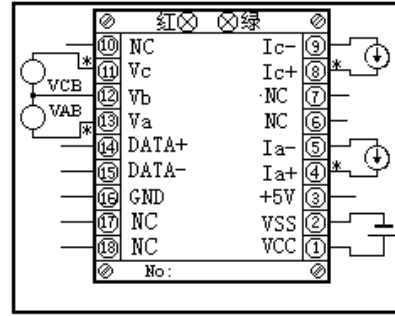 红 绿
⑩ NC Ic- ⑨
⑪ Vc Ic+ ⑧ *
* VCB
⑫ Vb NC ⑦
VAB
* ⑬ Va NC ⑥
⑭ DATA+ Ia- ⑤
⑮ DATA- Ia+ ④ *
⑯ GND +5V ③
⑰ NC VSS ②
⑱ NC VCC ①
No: